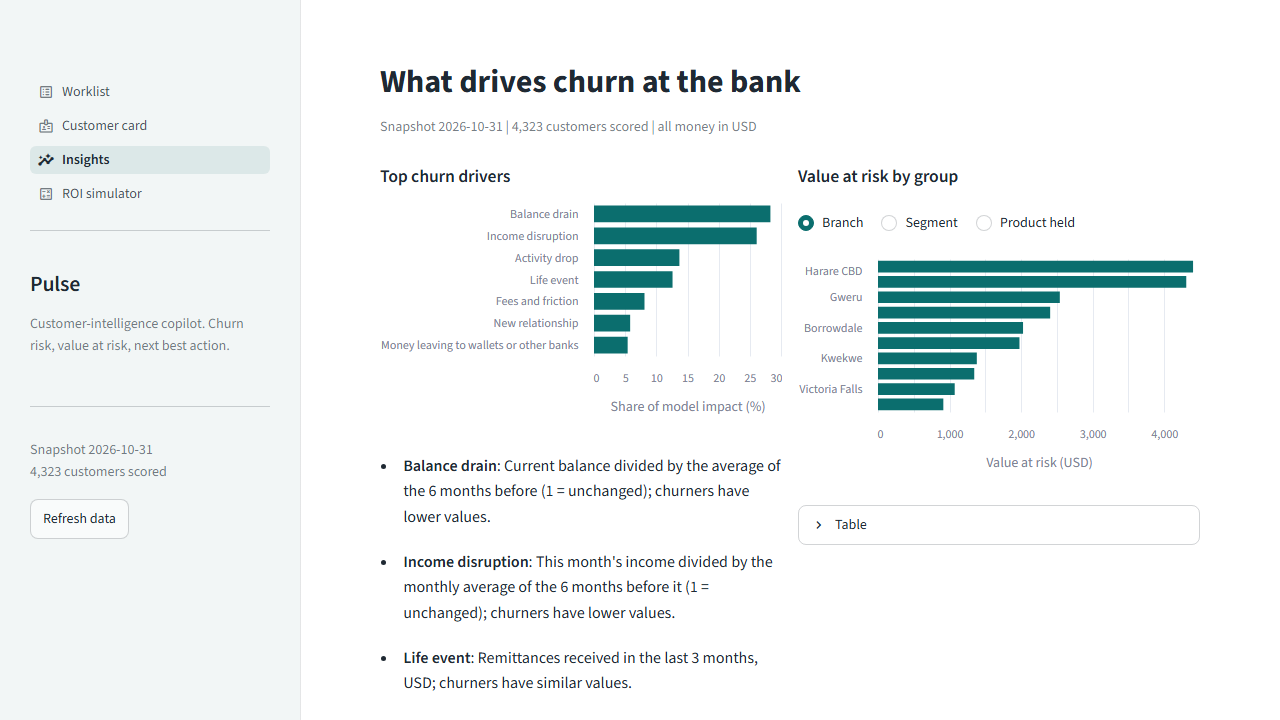 Worklist
Customer card
Insights
ROI simulator
Pulse
Customer-intelligence copilot. Churn
risk, value at risk, next best action.
Snapshot 2026-10-31
4,323 customers scored
Refresh data
What drives churn at the bank
Snapshot 2026-10-31 | 4,323 customers scored | all money in USD
Top churn drivers
Balance drain
Income disruption
Activity drop
Life event
Fees and friction
New relationship
Money leaving to wallets or other banks
0 5 10 15 20 25 30
Share of model impact (%)
Balance drain: Current balance divided by the average of
the 6 months before (1 = unchanged); churners have
lower values.
Income disruption: This month's income divided by the
monthly average of the 6 months before it (1 =
unchanged); churners have lower values.
Life event: Remittances received in the last 3 months,
USD; churners have similar values.
Value at risk by group
Branch Segment Product held
Harare CBD
Gweru
Borrowdale
Kwekwe
Victoria Falls
0 1,000 2,000 3,000 4,000
Value at risk (USD)
Table